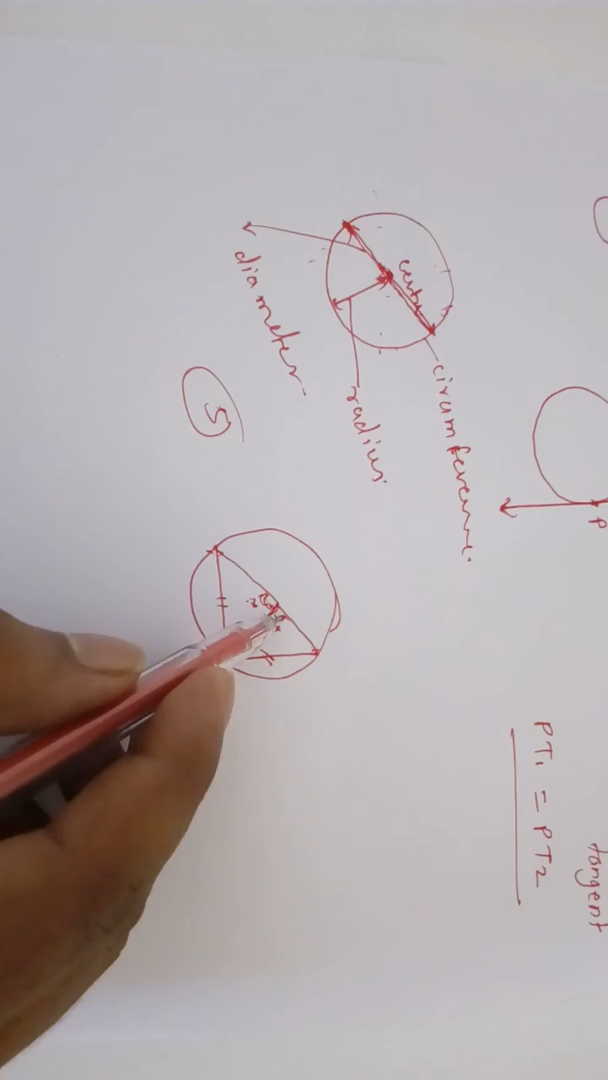 centre
diameter
radius
circumference.
5
P
PT1 = PT2
tangent